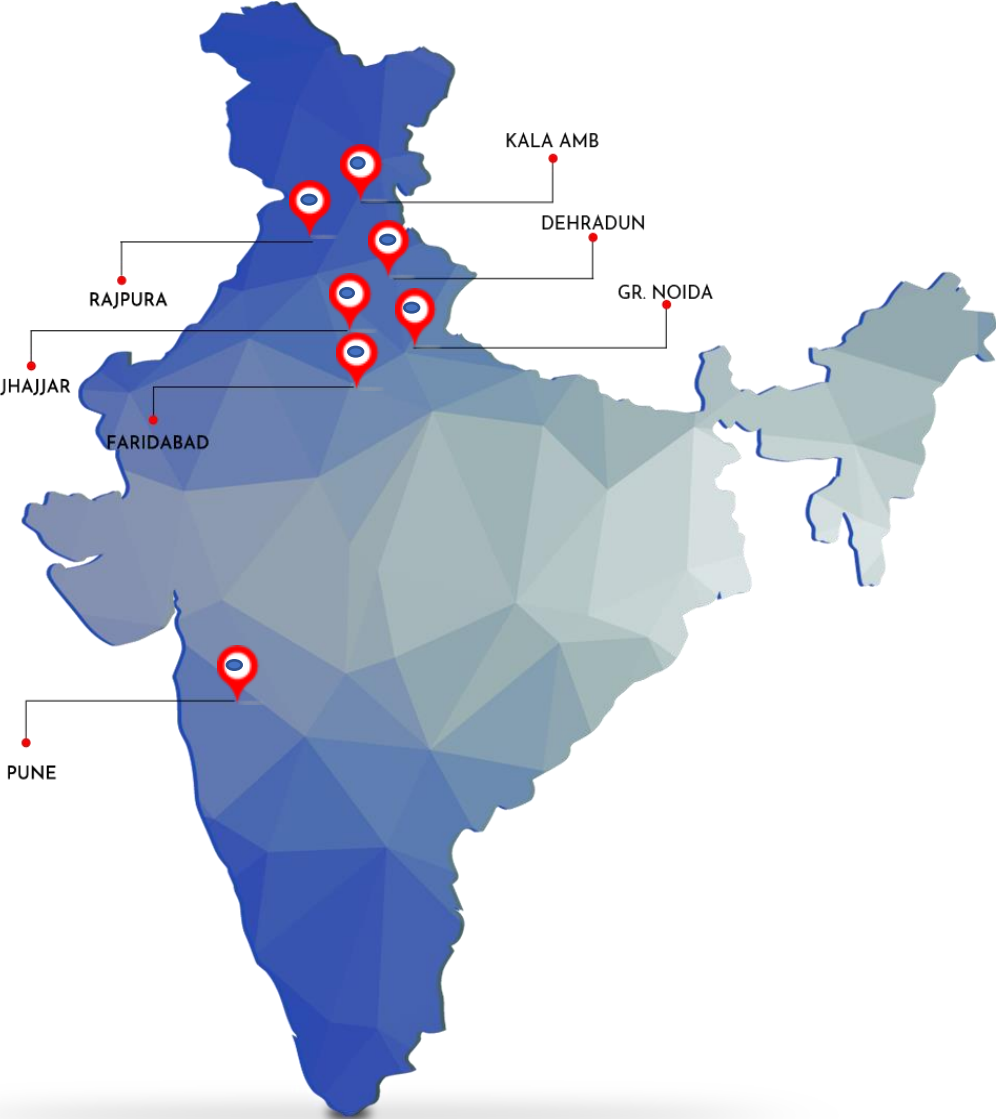 KALA AMB
DEHRADUN
GR. NOIDA
RAJPURA
JHAJJAR
FARIDABAD
PUNE